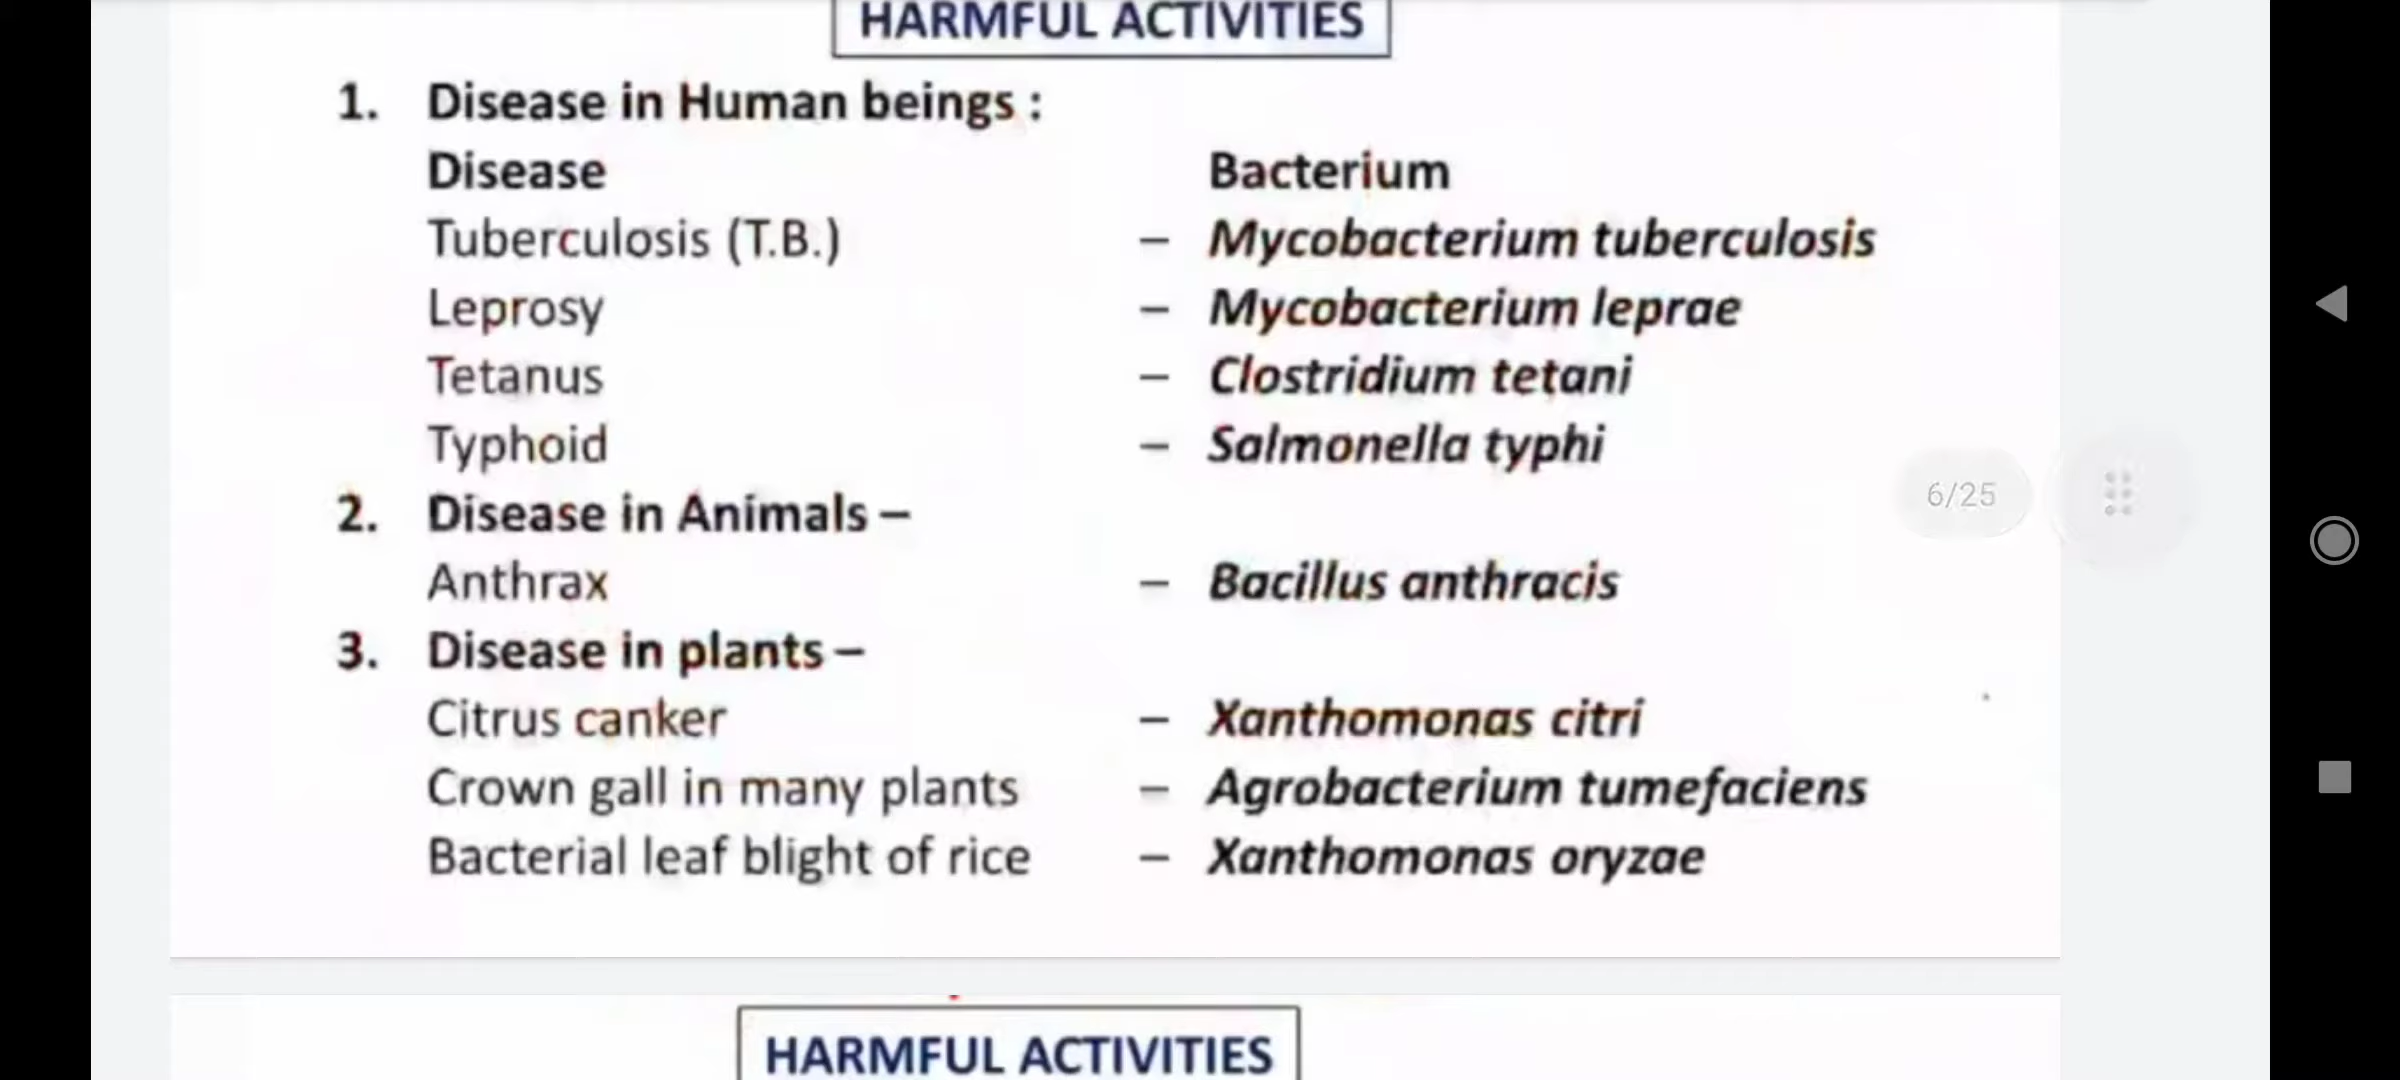 HARMFUL ACTIVITIES
1. Disease in Human beings :
Disease Bacterium
Tuberculosis (T.B.) – Mycobacterium tuberculosis
Leprosy – Mycobacterium leprae
Tetanus – Clostridium tetani
Typhoid – Salmonella typhi
6/25
2. Disease in Animals –
Anthrax – Bacillus anthracis
3. Disease in plants –
Citrus canker – Xanthomonas citri
Crown gall in many plants – Agrobacterium tumefaciens
Bacterial leaf blight of rice – Xanthomonas oryzae
HARMFUL ACTIVITIES